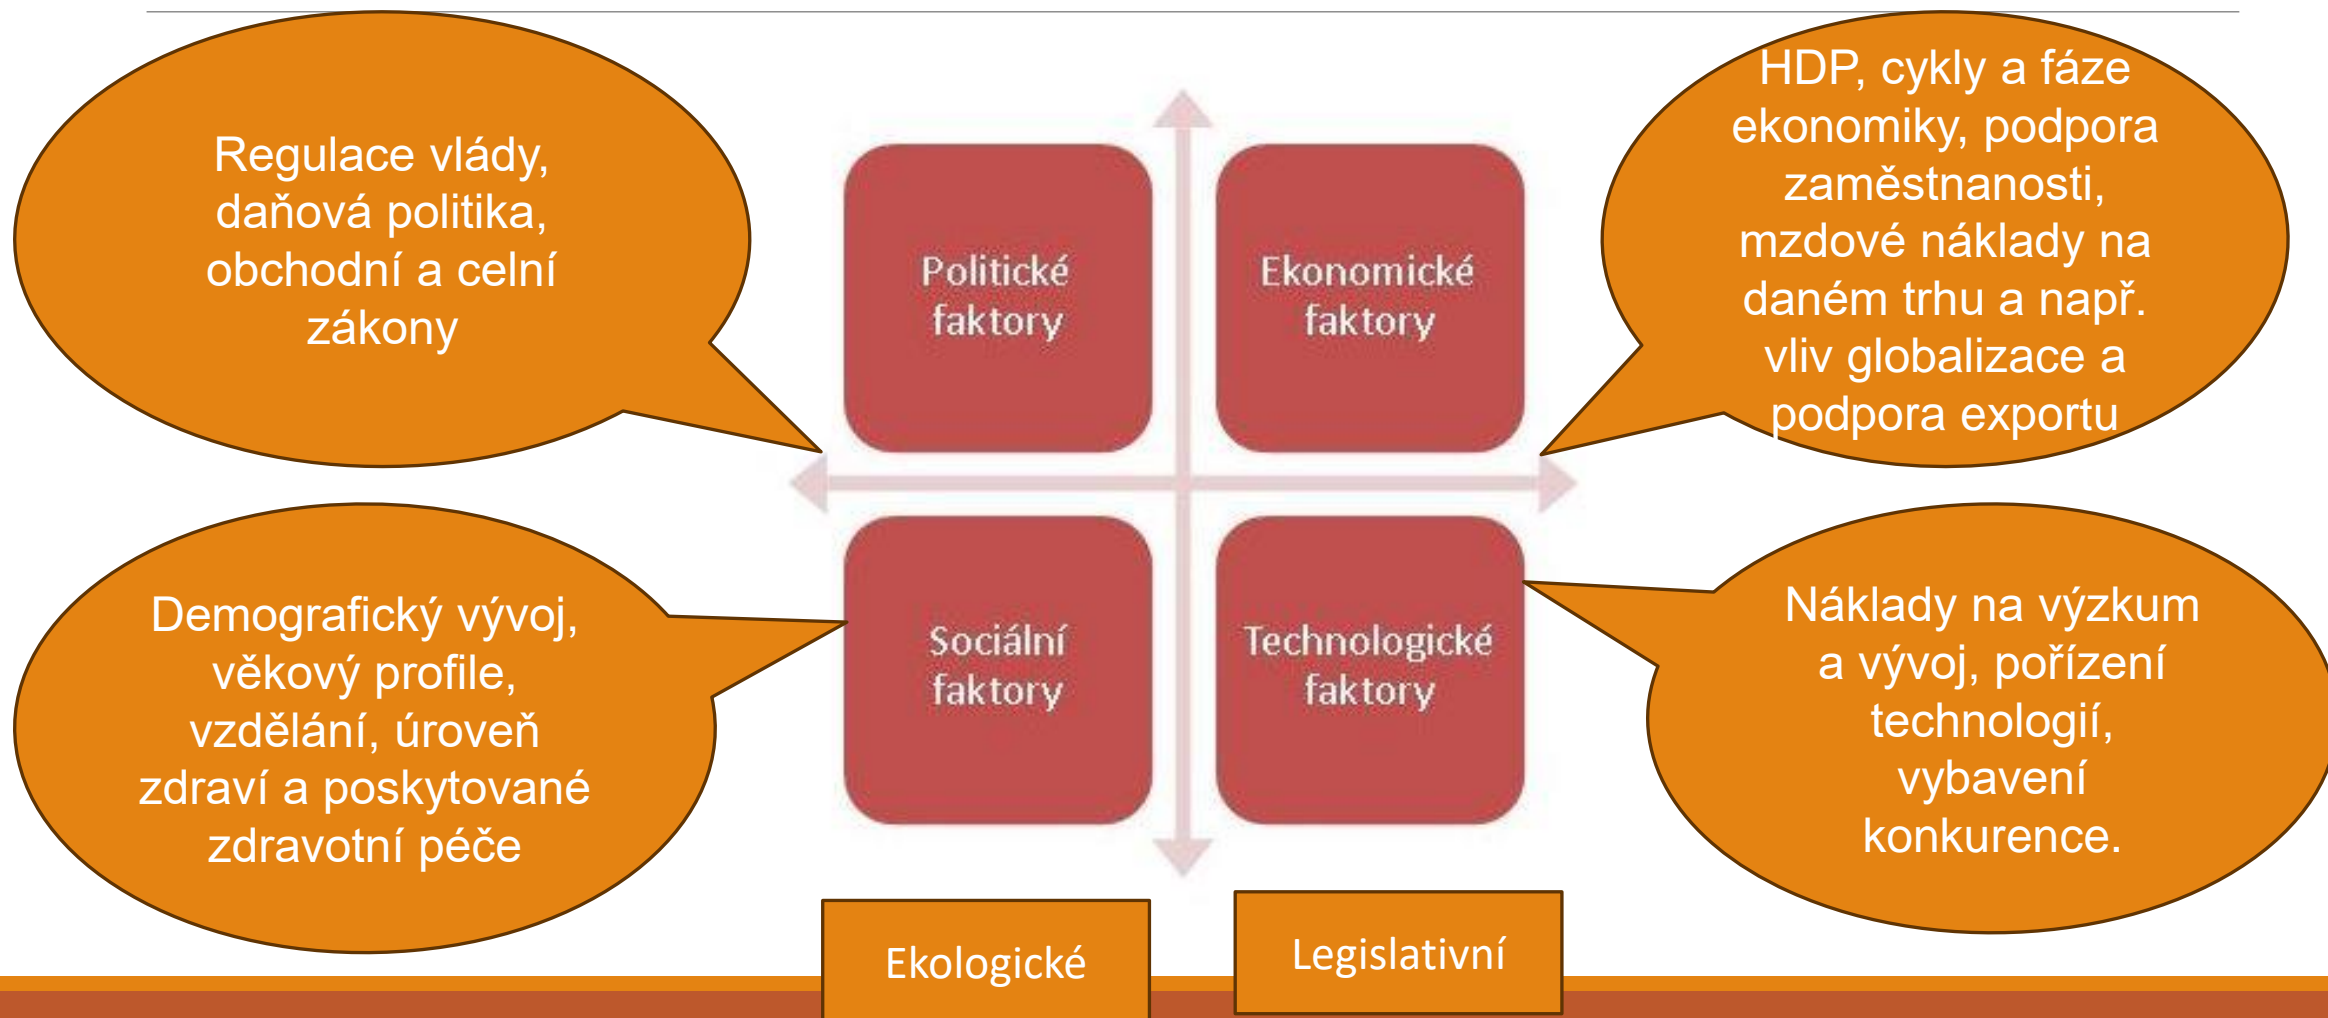 Regulace vlády,
daňová politika,
obchodní a celní
zákony
Politické
faktory
Ekonomické
faktory
HDP, cykly a fáze
ekonomiky, podpora
zaměstnanosti,
mzdové náklady na
daném trhu a např.
vliv globalizace a
podpora exportu
Demografický vývoj,
věkový profile,
vzdělání, úroveň
zdraví a poskytované
zdravotní péče
Sociální
faktory
Technologické
faktory
Náklady na výzkum
a vývoj, pořízení
technologií,
vybavení
konkurence.
Ekologické
Legislativní